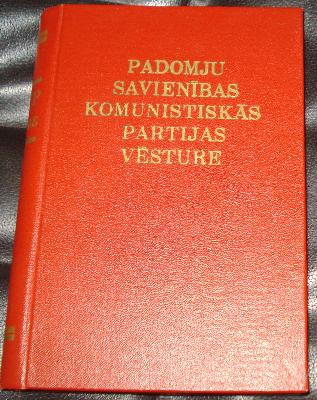 PADOMJU
SAVIENĪBAS
KOMUNISTISKĀS
PARTIJAS
VĒSTURE